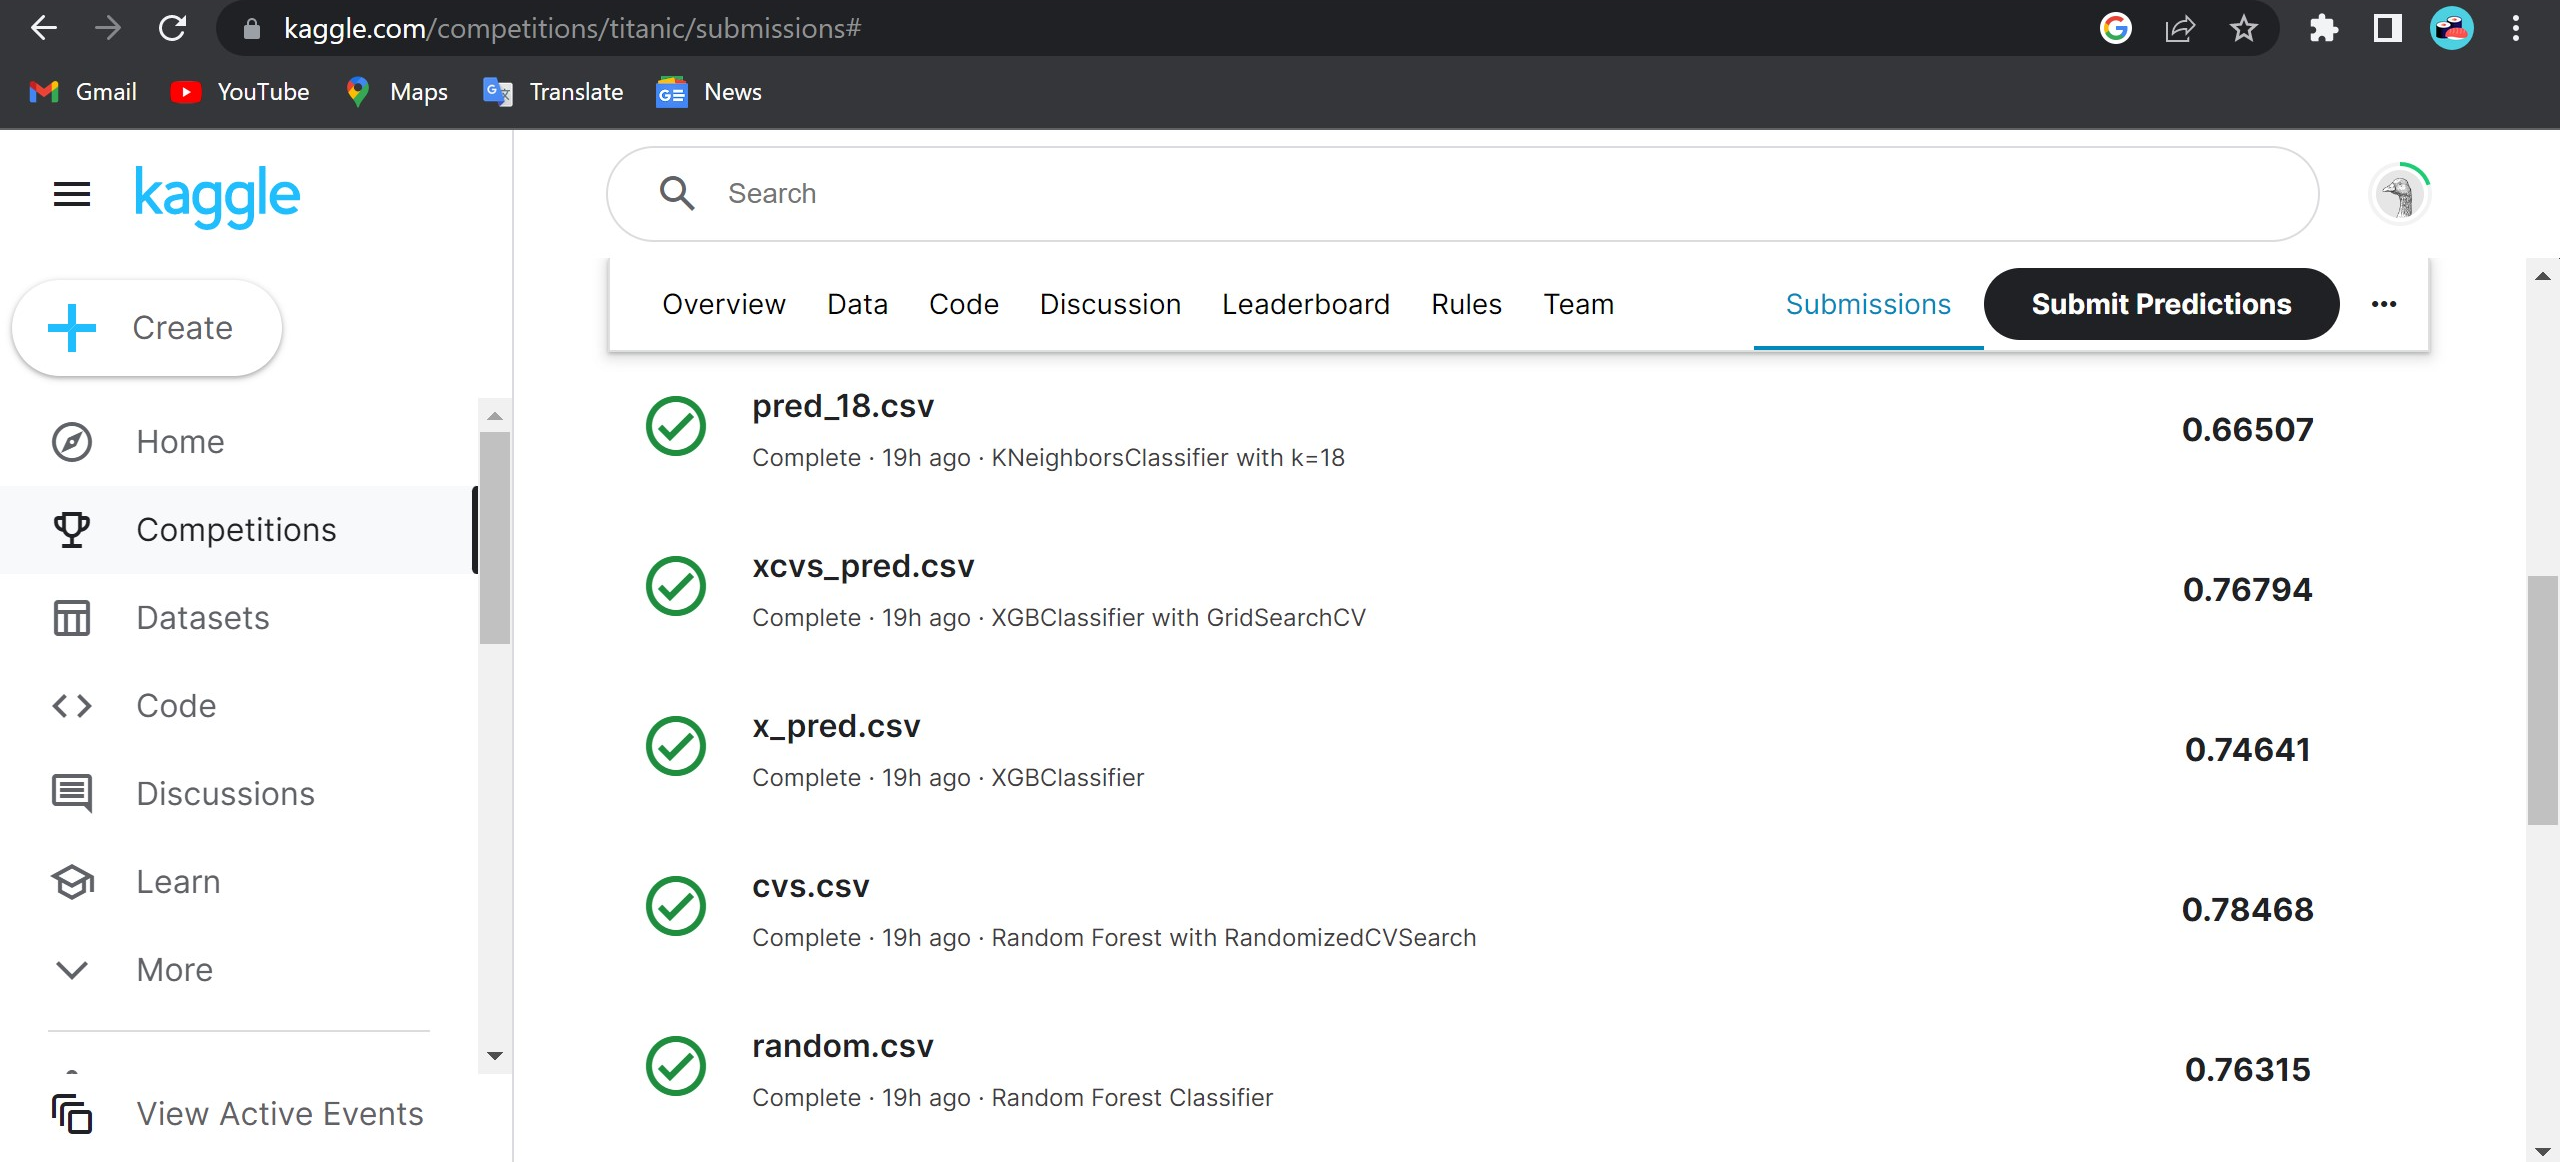 kaggle.com/competitions/titanic/submissions#
Gmail YouTube Maps Translate News
kaggle
Search
Create
Home
Competitions
Datasets
Code
Discussions
Learn
More
View Active Events
Overview Data Code Discussion Leaderboard Rules Team Submissions Submit Predictions
pred_18.csv
Complete · 19h ago · KNeighborsClassifier with k=18
0.66507
xcvs_pred.csv
Complete · 19h ago · XGBClassifier with GridSearchCV
0.76794
x_pred.csv
Complete · 19h ago · XGBClassifier
0.74641
cvs.csv
Complete · 19h ago · Random Forest with RandomizedCVSearch
0.78468
random.csv
Complete · 19h ago · Random Forest Classifier
0.76315